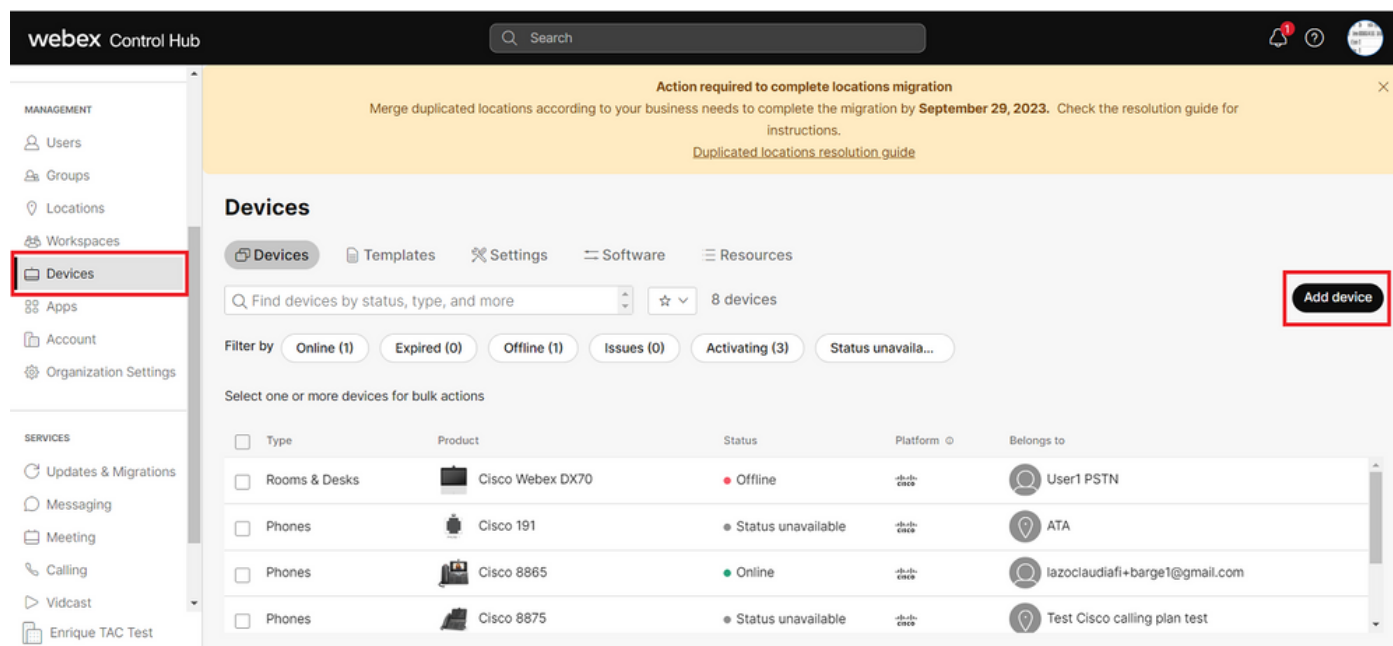 webex Control Hub
Search
1
Action required to complete locations migration
Merge duplicated locations according to your business needs to complete the migration by September 29, 2023. Check the resolution guide for
instructions.
Duplicated locations resolution guide
MANAGEMENT
Users
Groups
Locations
Workspaces
Devices
Apps
Account
Organization Settings
SERVICES
Updates & Migrations
Messaging
Meeting
Calling
Vidcast
Enrique TAC Test
Devices
Devices Templates Settings Software Resources
Find devices by status, type, and more 8 devices
Add device
Filter by Online (1) Expired (0) Offline (1) Issues (0) Activating (3) Status unavaila...
Select one or more devices for bulk actions
Type Product Status Platform Belongs to
Rooms & Desks Cisco Webex DX70 Offline CISCO User1 PSTN
Phones Cisco 191 Status unavailable CISCO ATA
Phones Cisco 8865 Online CISCO lazoclaudiafi+barge1@gmail.com
Phones Cisco 8875 Status unavailable CISCO Test Cisco calling plan test